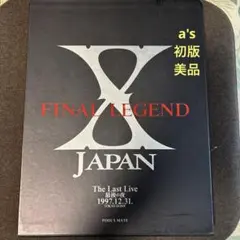 a's
初版
美品
X
FINAL LEGEND
JAPAN
The Last Live
最後の夜
1997.12.31.